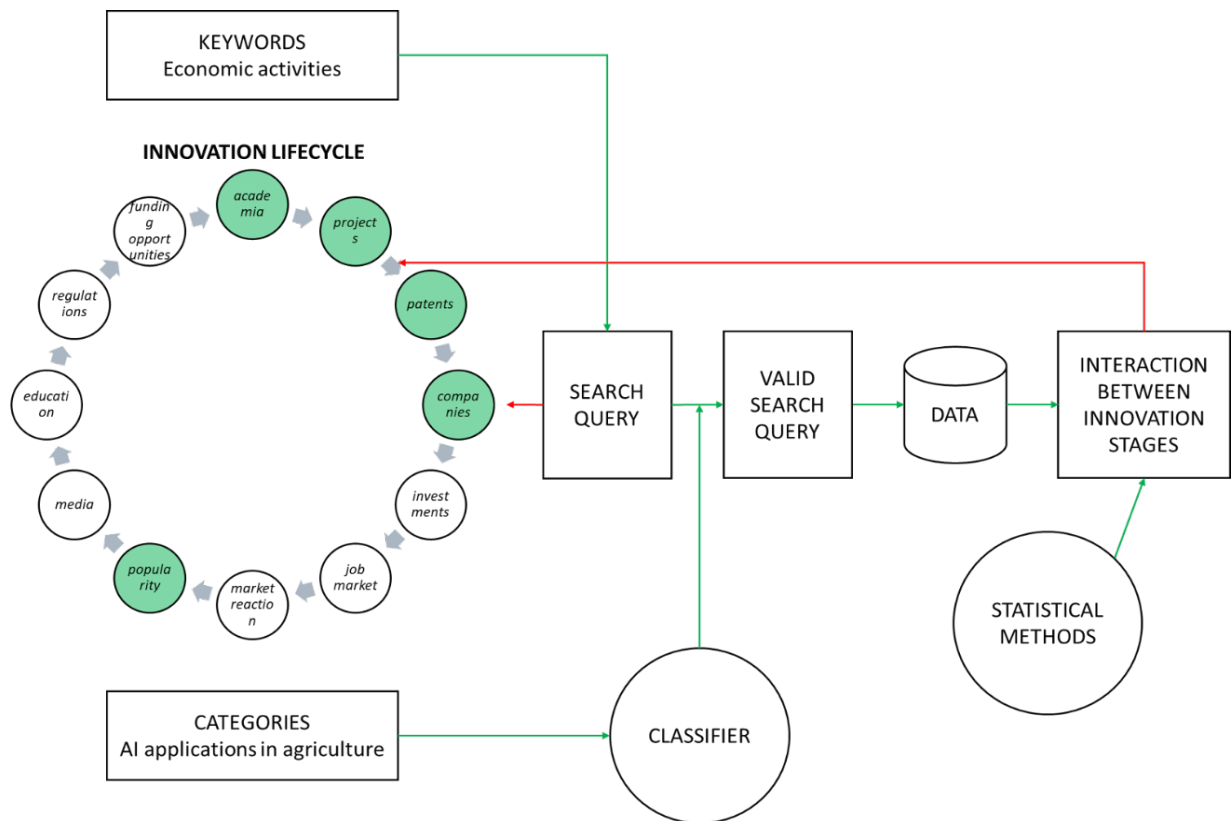 KEYWORDS
Economic activities
INNOVATION LIFECYCLE
acade
mia
project
s
patents
compa
nies
invest
ments
job
market
market
reactio
n
popula
rity
media
educati
on
regulat
ions
fundin
g
opport
unities
SEARCH
QUERY
VALID
SEARCH
QUERY
DATA
INTERACTION
BETWEEN
INNOVATION
STAGES
STATISTICAL
METHODS
CATEGORIES
AI applications in agriculture
CLASSIFIER